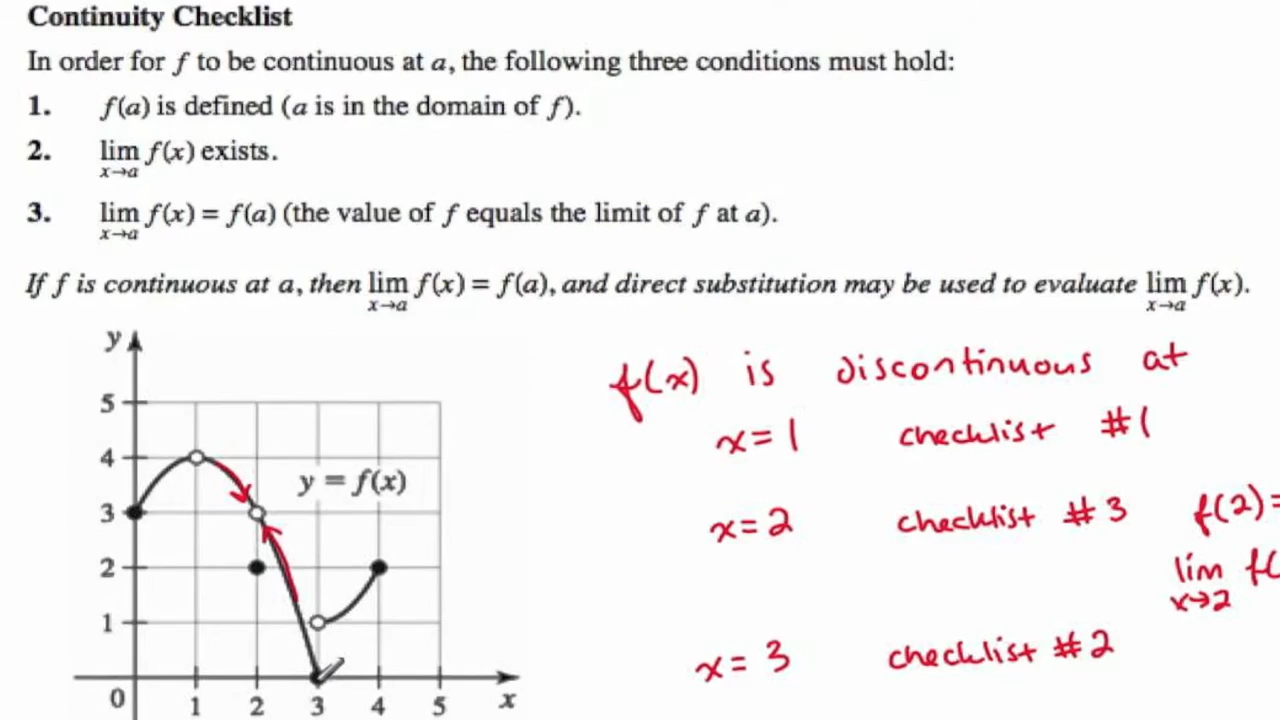 Continuity Checklist
In order for f to be continuous at a, the following three conditions must hold:
1. f(a) is defined (a is in the domain of f).
2. lim x→a f(x) exists.
3. lim x→a f(x) = f(a) (the value of f equals the limit of f at a).
If f is continuous at a, then lim x→a f(x) = f(a), and direct substitution may be used to evaluate lim x→a f(x).
y
5
4
3
2
1
0
1 2 3 4 5 x
y = f(x)
f(x) is discontinuous at
x=1 checklist #1
x=2 checklist #3 f(2)=
lim x→2 f(
x=3 checklist #2